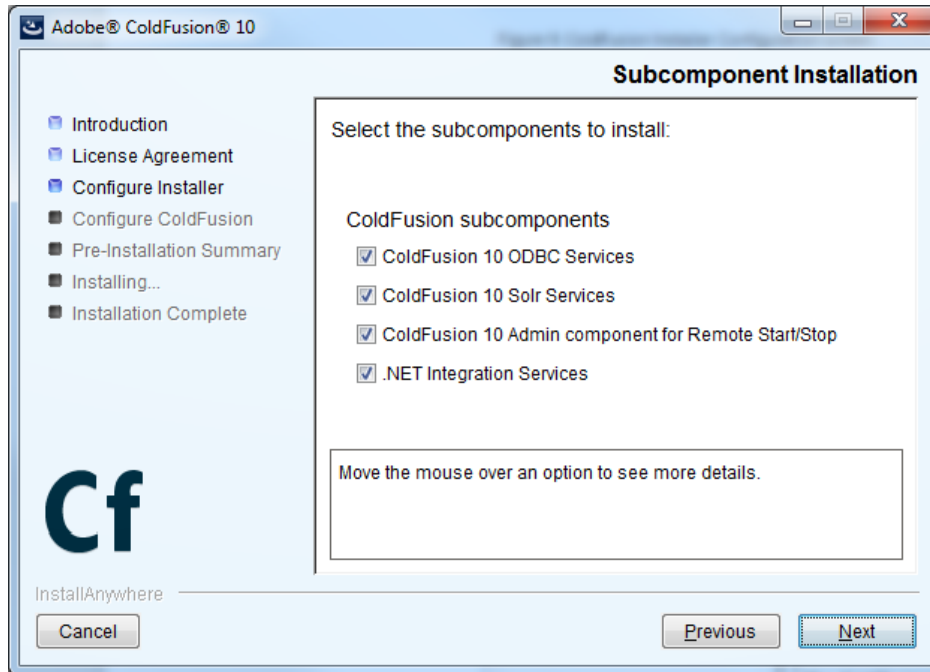 Adobe® ColdFusion® 10
Subcomponent Installation
Introduction
License Agreement
Configure Installer
Configure ColdFusion
Pre-Installation Summary
Installing...
Installation Complete
Select the subcomponents to install:
ColdFusion subcomponents
ColdFusion 10 ODBC Services
ColdFusion 10 Solr Services
ColdFusion 10 Admin component for Remote Start/Stop
.NET Integration Services
Move the mouse over an option to see more details.
Cf
InstallAnywhere
Cancel
Previous
Next